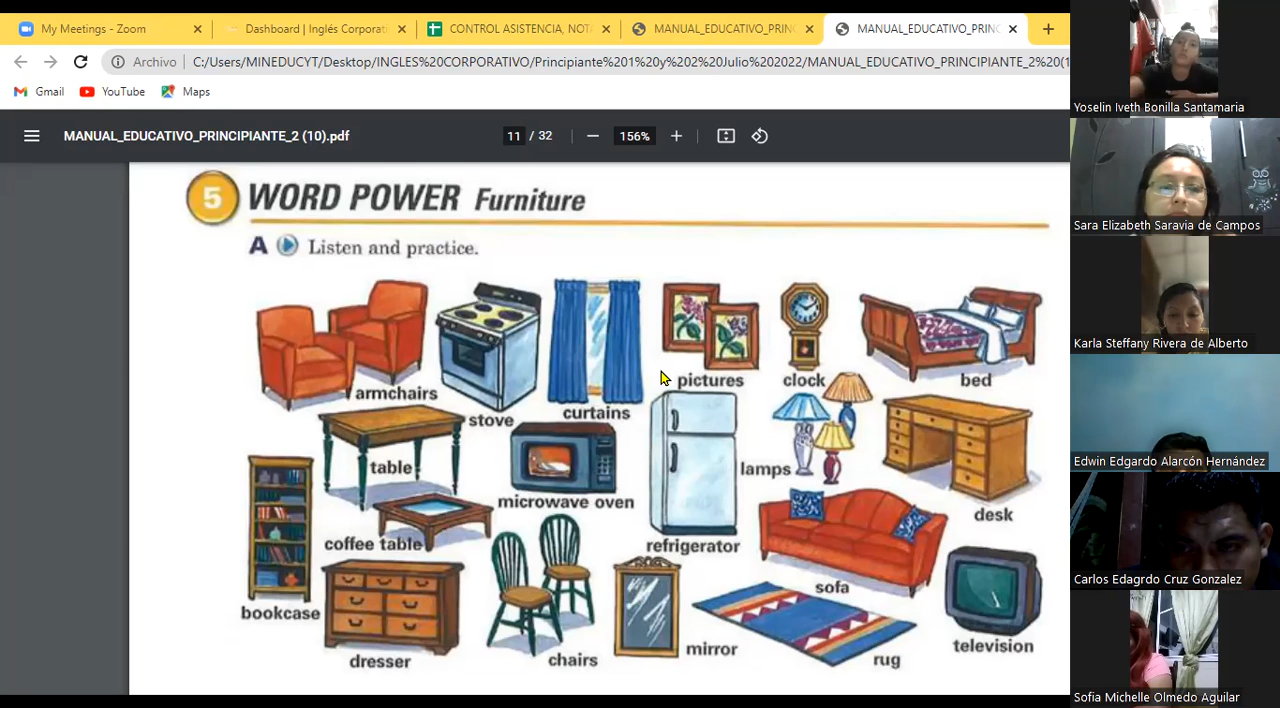 My Meetings - Zoom
Dashboard | Inglés Corporati
CONTROL ASISTENCIA, NOTA
MANUAL_EDUCATIVO_PRINC
MANUAL_EDUCATIVO_PRINC
Archivo
C:/Users/MINEDUCYT/Desktop/INGLES%20CORPORATIVO/Principiante%201%20y%202%20Julio%202022/MANUAL_EDUCATIVO_PRINCIPIANTE_2%20(1
Gmail
YouTube
Maps
MANUAL_EDUCATIVO_PRINCIPIANTE_2 (10).pdf
11 / 32
156%
5 WORD POWER Furniture
A Listen and practice.
armchairs
stove
curtains
pictures
clock
bed
table
microwave oven
lamps
desk
coffee table
refrigerator
sofa
bookcase
dresser
chairs
mirror
rug
television
Yoselin Iveth Bonilla Santamaria
Sara Elizabeth Saravia de Campos
Karla Steffany Rivera de Alberto
Edwin Edgardo Alarcón Hernández
Carlos Edagrdo Cruz Gonzalez
Sofia Michelle Olmedo Aguilar